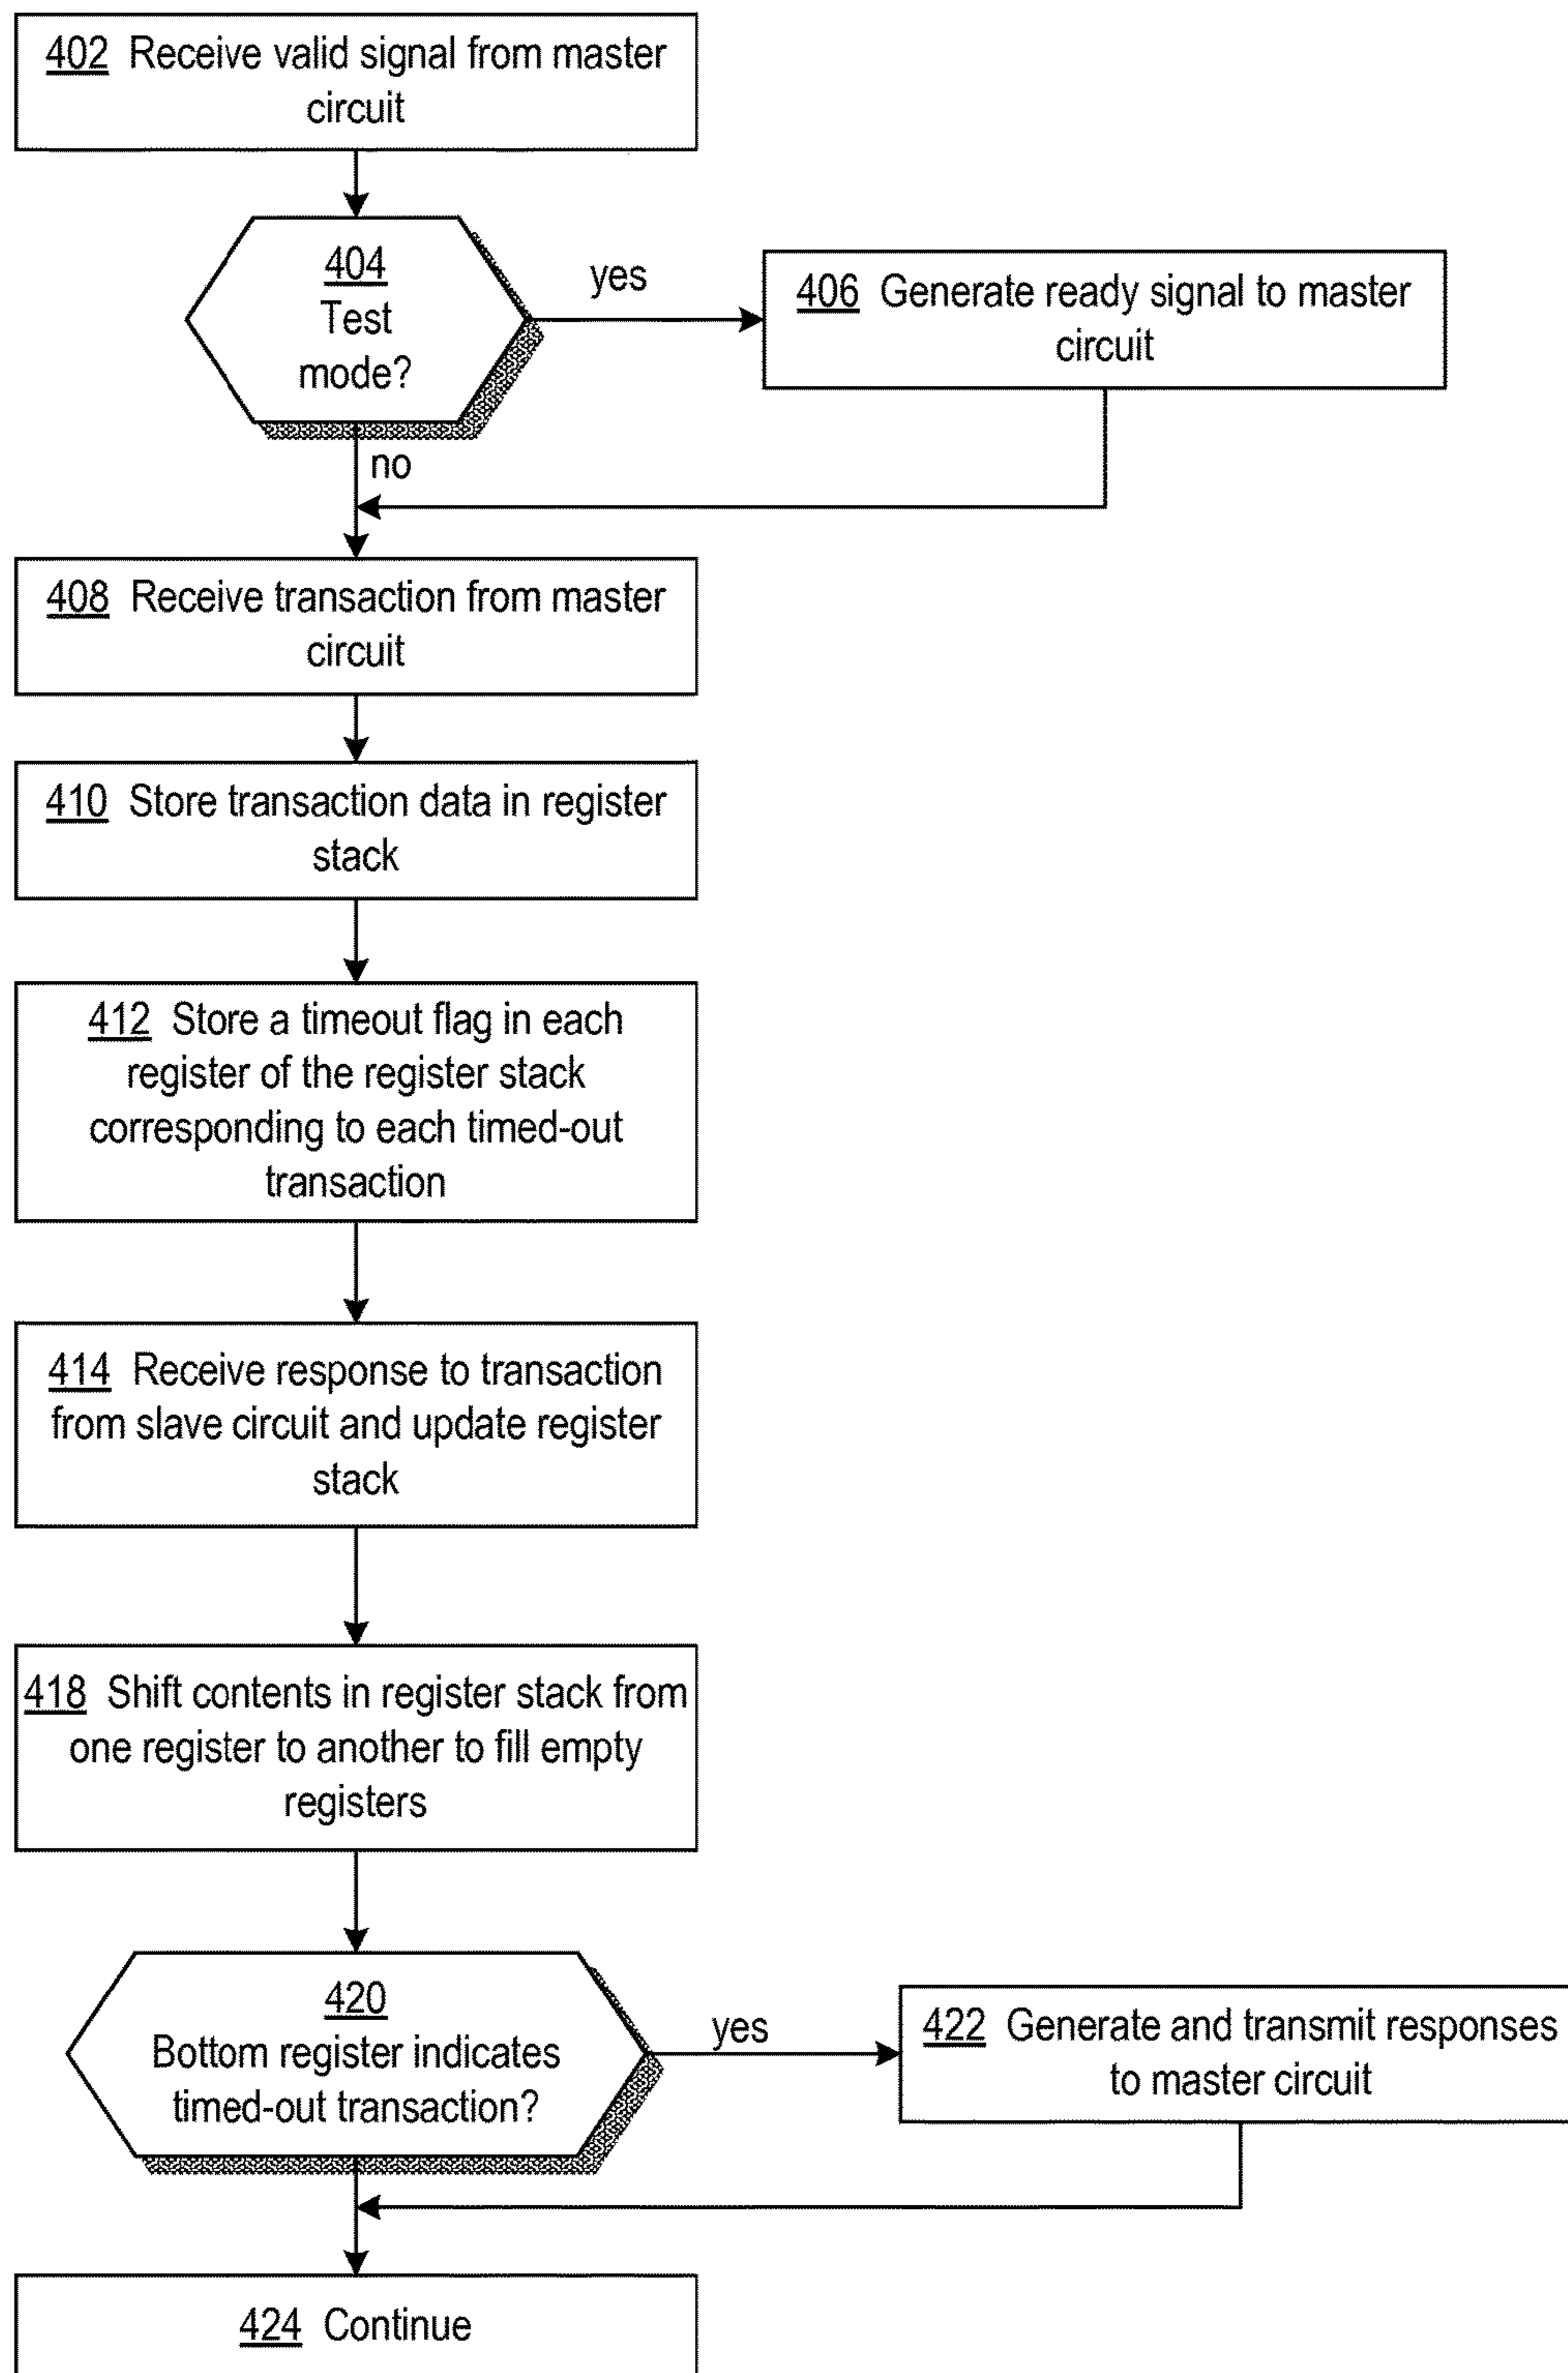 402 Receive valid signal from master
circuit
404
Test
mode?
yes
406 Generate ready signal to master
circuit
no
408 Receive transaction from master
circuit
410 Store transaction data in register
stack
412 Store a timeout flag in each
register of the register stack
corresponding to each timed-out
transaction
414 Receive response to transaction
from slave circuit and update register
stack
418 Shift contents in register stack from
one register to another to fill empty
registers
420
Bottom register indicates
timed-out transaction?
yes
422 Generate and transmit responses
to master circuit
424 Continue